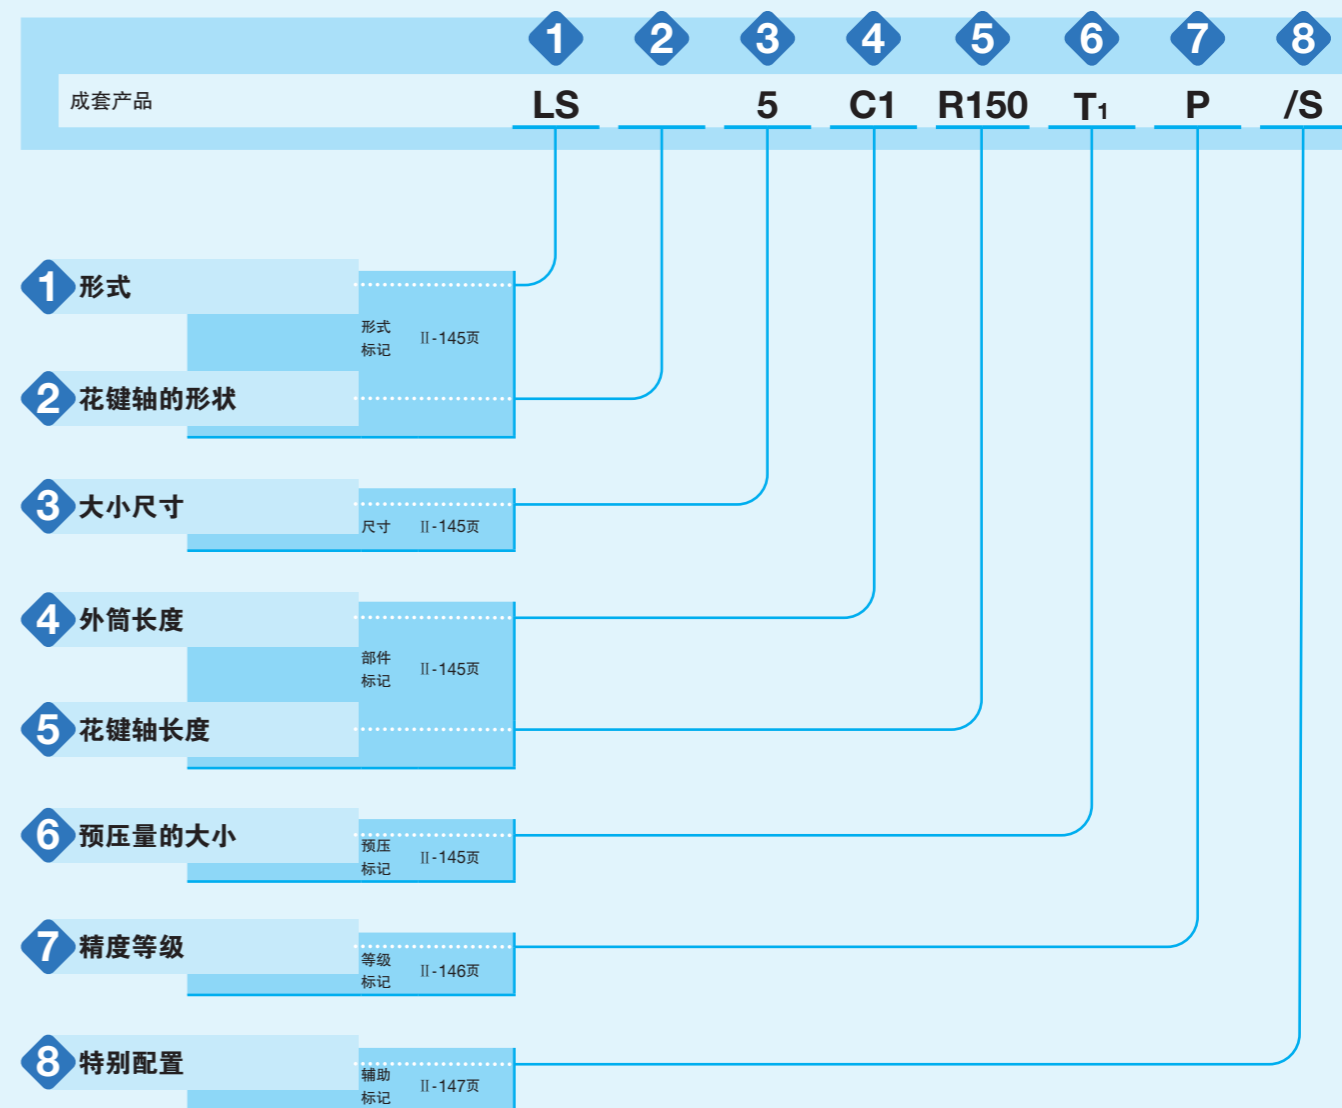 1 2 3 4 5 6 7 8
成套产品 LS 5 C1 R150 T1 P /S
1 形式
形式
标记 II-145页
2 花键轴的形状
3 大小尺寸
尺寸 II-145页
4 外筒长度
部件
标记 II-145页
5 花键轴长度
6 预压量的大小
预压
标记 II-145页
7 精度等级
等级
标记 II-146页
8 特别配置
辅助
标记 II-147页